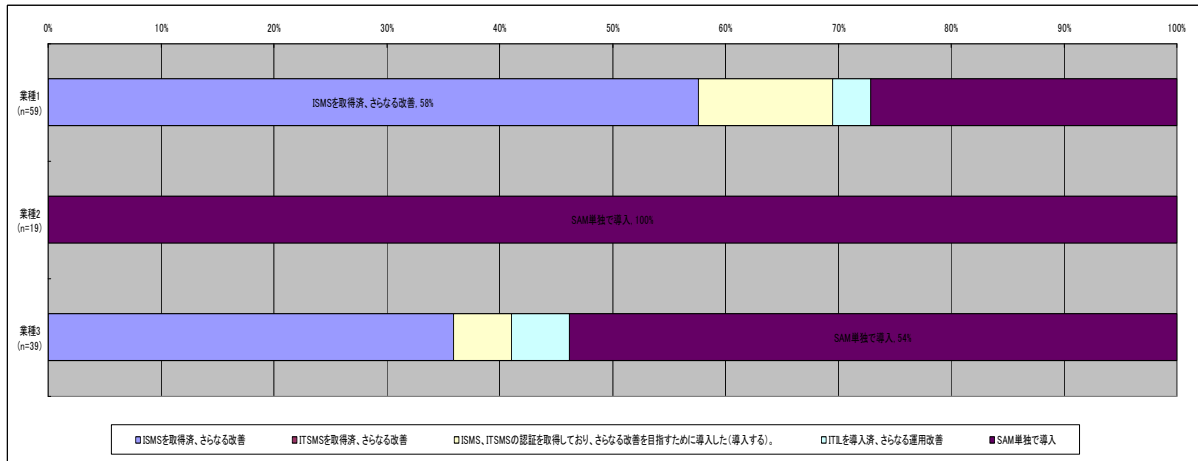 0% 10% 20% 30% 40% 50% 60% 70% 80% 90% 100%
業種1
(n=59)
ISMSを取得済、さらなる改善, 58%
業種2
(n=19)
SAM単独で導入, 100%
業種3
(n=39)
SAM単独で導入, 54%
ISMSを取得済、さらなる改善 ITSMSを取得済、さらなる改善 ISMS、ITSMSの認証を取得しており、さらなる改善を目指すために導入した(導入する)。 ITILを導入済、さらなる運用改善 SAM単独で導入